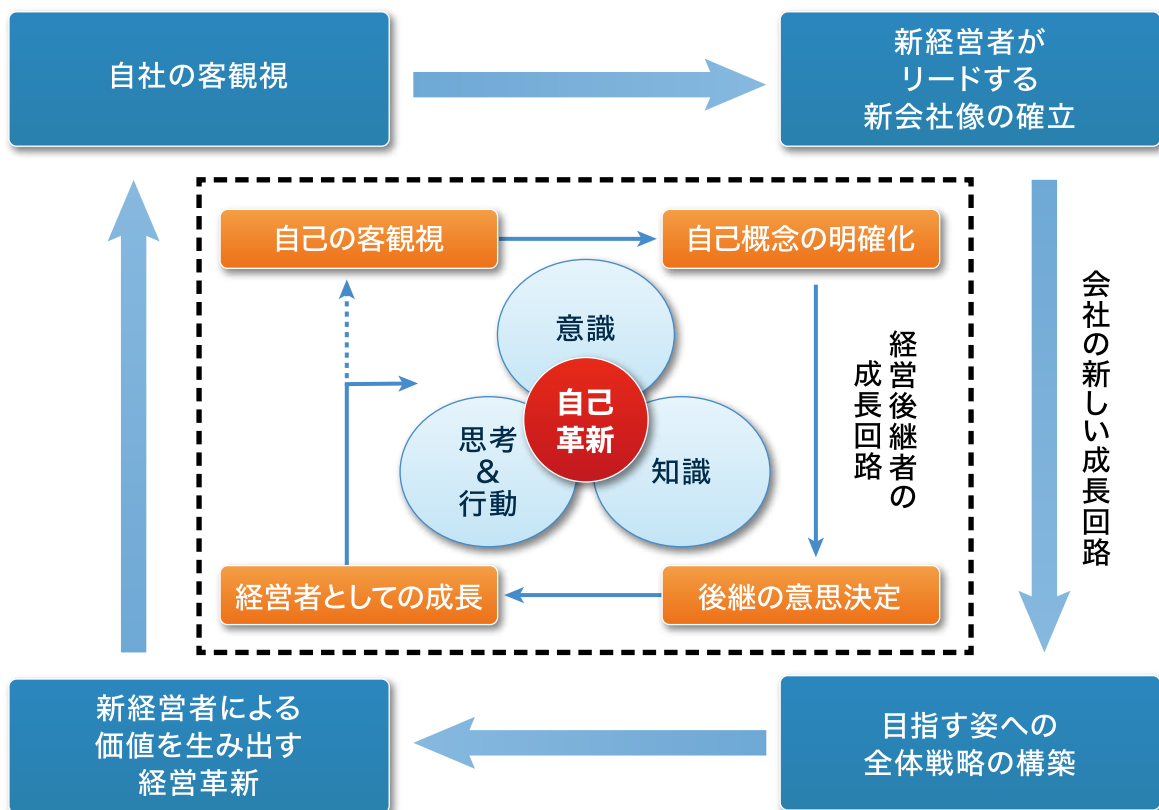 自社の客観視
新経営者が
リードする
新会社像の確立
自己の客観視
自己概念の明確化
意識
自己
革新
思考
&
行動
知識
経営後継者の
成長回路
会社の新しい成長回路
経営者としての成長
後継の意思決定
新経営者による
価値を生み出す
経営革新
目指す姿への
全体戦略の構築